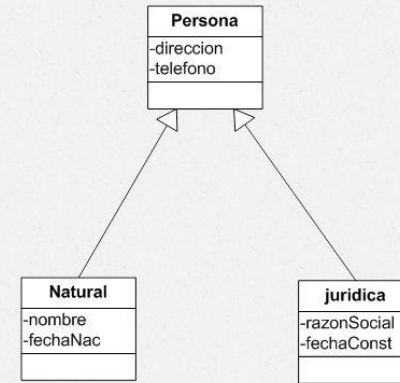 Persona
-direccion
-telefono
Natural
-nombre
-fechaNac
juridica
-razonSocial
-fechaConst